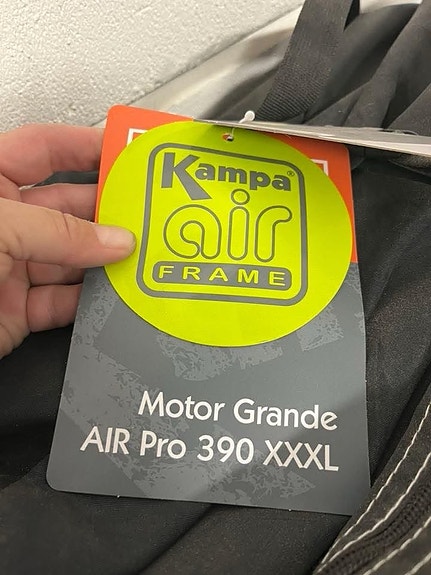 Kampa®
air
FRAME
Motor Grande
AIR Pro 390 XXXL